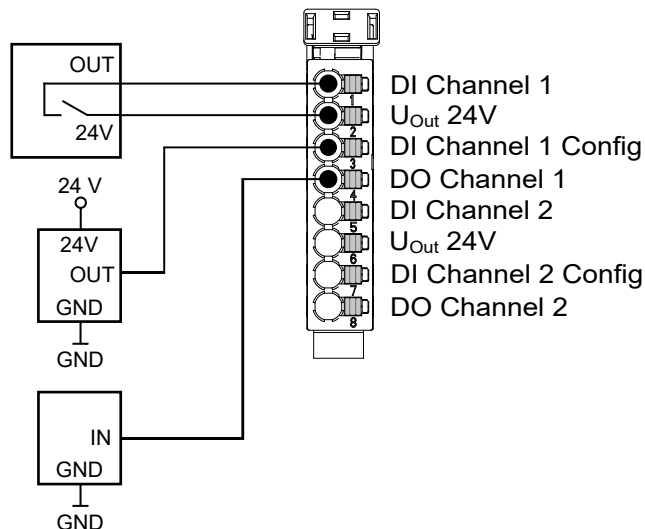 OUT
24V
24 V
24V
OUT
GND
GND
IN
GND
GND
1
2
3
4
5
6
7
8
DI Channel 1
UOut 24V
DI Channel 1 Config
DO Channel 1
DI Channel 2
UOut 24V
DI Channel 2 Config
DO Channel 2